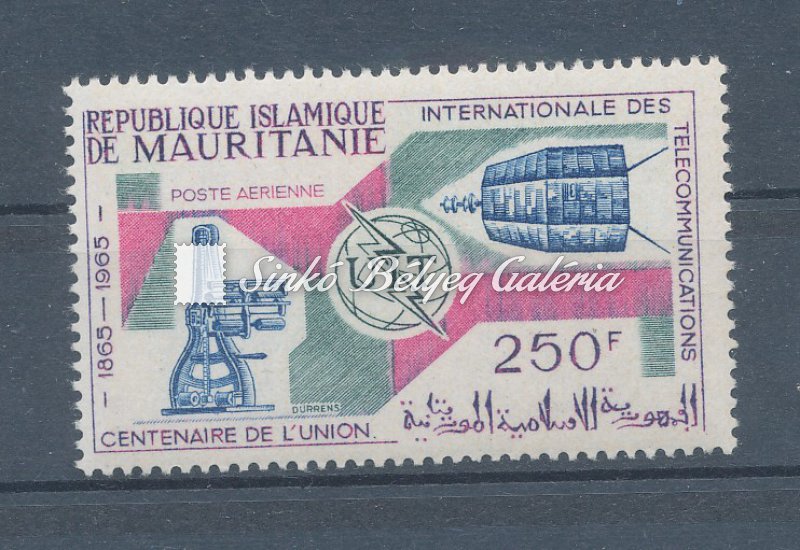 REPUBLIQUE ISLAMIQUE
DE MAURITANIE
INTERNATIONALE DES
TELECOMMUNICATIONS
POSTE AERIENNE
1865 - 1965
Sinkó Belyeg Galéria
250F
DURRENS
CENTENAIRE DE L'UNION
الجمهورية الاسلامية الموريتانية